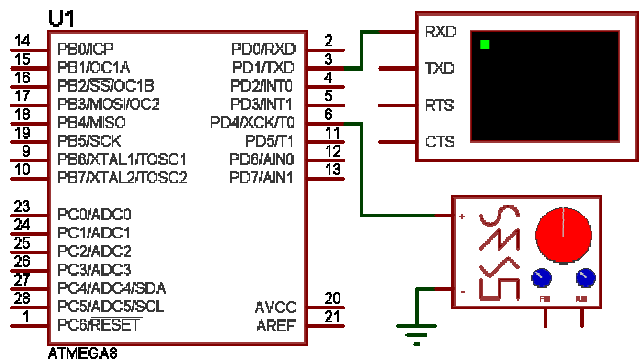 U1
14 PB0/ICP PD0/RXD 2
15 PB1/OC1A PD1/TXD 3
16 PB2/SS/OC1B PD2/INT0 4
17 PB3/MOSI/OC2 PD3/INT1 5
18 PB4/MISO PD4/XCK/T0 6
19 PB5/SCK PD5/T1 11
9 PB6/XTAL1/TOSC1 PD6/AIN0 12
10 PB7/XTAL2/TOSC2 PD7/AIN1 13
23 PC0/ADC0
24 PC1/ADC1
25 PC2/ADC2
26 PC3/ADC3
27 PC4/ADC4/SDA
28 PC5/ADC5/SCL AVCC 20
1 PC6/RESET AREF 21
ATMEGA8
RXD
TXD
RTS
CTS
+
-